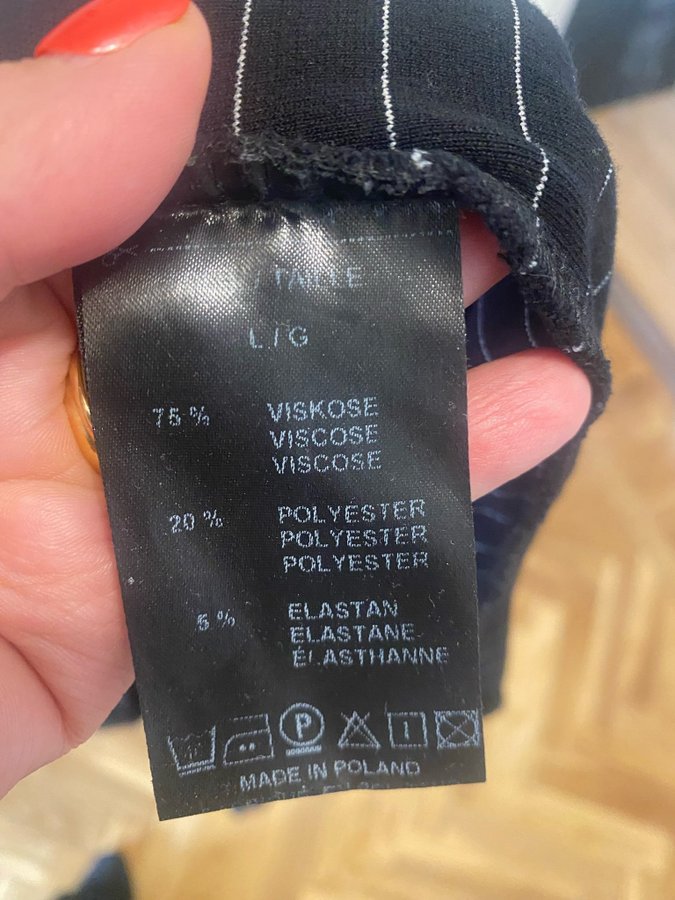 TAILLE
L / G
75 % VISKOSE
VISCOSE
VISCOSE
20 % POLYESTER
POLYESTER
POLYESTER
5 % ELASTAN
ELASTANE
ÉLASTHANNE
P
MADE IN POLAND